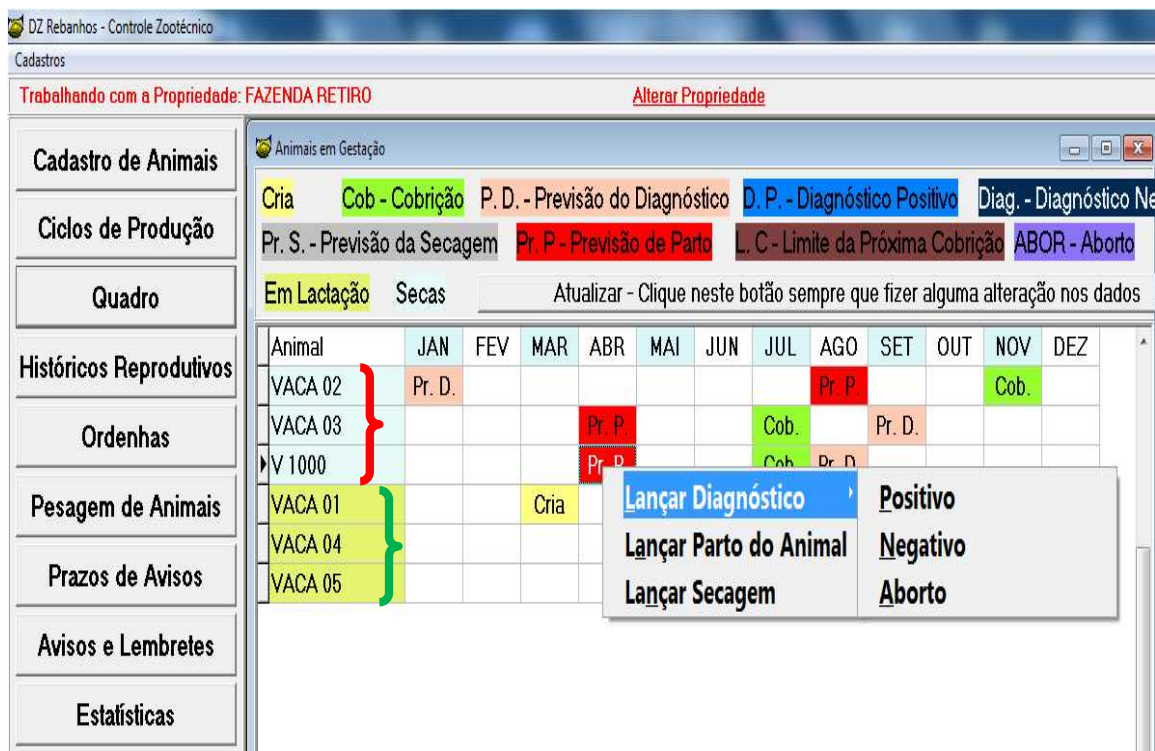 DZ Rebanhos - Controle Zootécnico
Cadastros
Trabalhando com a Propriedade: FAZENDA RETIRO Alterar Propriedade
Cadastro de Animais
Ciclos de Produção
Quadro
Históricos Reprodutivos
Ordenhas
Pesagem de Animais
Prazos de Avisos
Avisos e Lembretes
Estatísticas
Animais em Gestação
Cria Cob - Cobrição P. D. - Previsão do Diagnóstico D. P. - Diagnóstico Positivo Diag. - Diagnóstico Ne
Pr. S. - Previsão da Secagem Pr. P - Previsão de Parto L. C - Limite da Próxima Cobrição ABOR - Aborto
Em Lactação Secas Atualizar - Clique neste botão sempre que fizer alguma alteração nos dados
Animal JAN FEV MAR ABR MAI JUN JUL AGO SET OUT NOV DEZ
VACA 02 Pr. D. Pr. P. Cob.
VACA 03 Pr. P. Cob. Pr. D.
V 1000 Pr. P. Cob. Pr. D.
VACA 01 Cria
VACA 04
VACA 05
Lançar Diagnóstico Positivo
Lançar Parto do Animal Negativo
Lançar Secagem Aborto